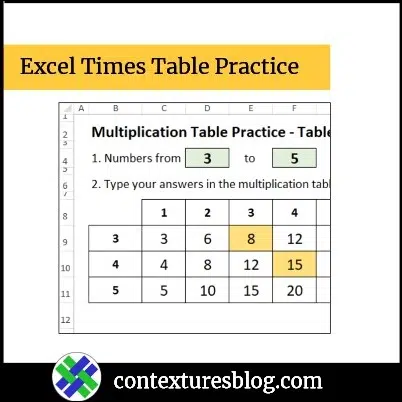 Excel Times Table Practice
A B C D E F
1
2 Multiplication Table Practice - Table
3
4 1. Numbers from 3 to 5
5
6 2. Type your answers in the multiplication tabl
7
8 1 2 3 4
9 3 3 6 8 12
10 4 4 8 12 15
11 5 5 10 15 20
12
contexturesblog.com